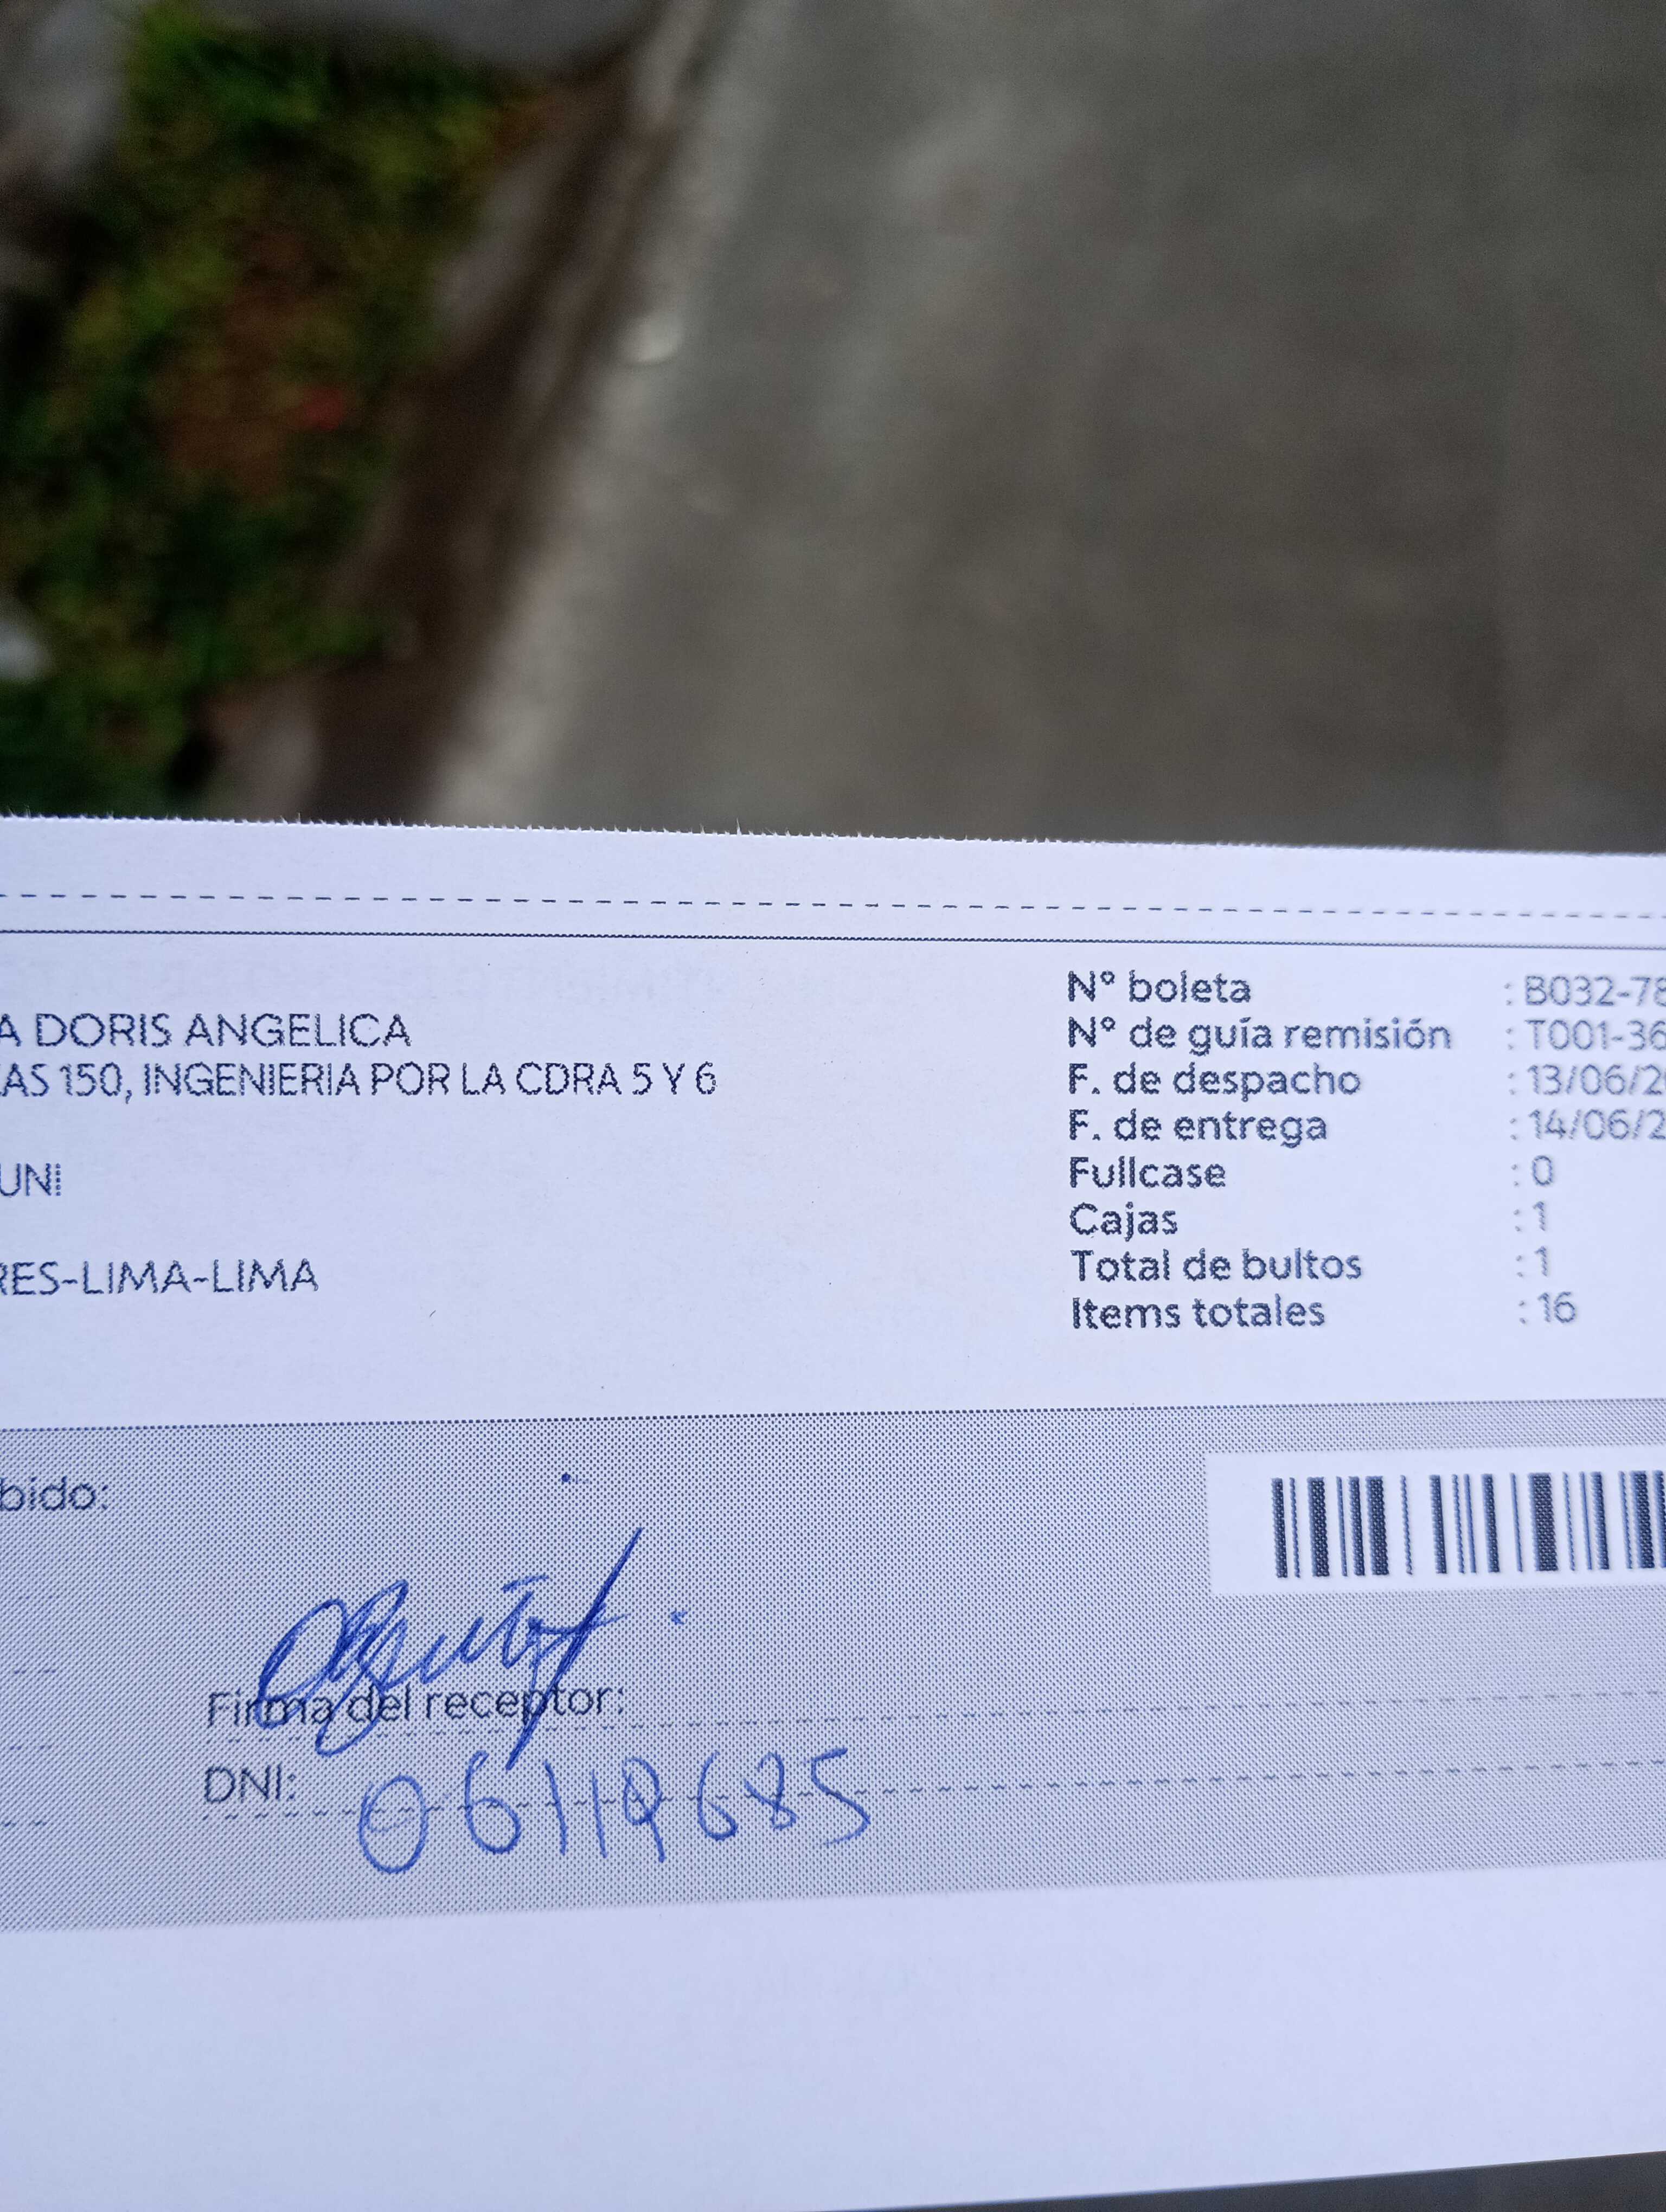 A DORIS ANGELICA
AS 150, INGENIERIA POR LA CDRA 5 Y 6
UNI
RES-LIMA-LIMA
Nº boleta : B032-78
Nº de guía remisión : T001-36
F. de despacho : 13/06/2
F. de entrega : 14/06/2
Fullcase : 0
Cajas : 1
Total de bultos : 1
Items totales : 16
bido:
Firma del receptor:
DNI: 06119685